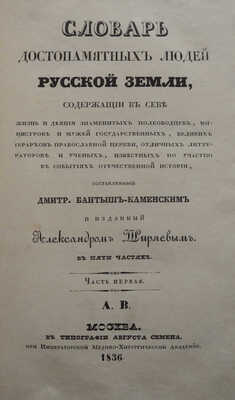 СЛОВАРЬ
ДОСТОПАМЯТНЫХЪ ЛЮДЕЙ
РУССКОЙ ЗЕМЛИ,
СОДЕРЖАЩІЙ ВЪ СЕБѢ
ЖИЗНЬ И ДѢЯНІЯ ЗНАМЕНИТЫХЪ ПОЛКОВОДЦЕВЪ, МИ-
НИСТРОВЪ И МУЖЕЙ ГОСУДАРСТВЕННЫХЪ, ВЕЛИКИХЪ
ІЕРАРХОВЪ ПРАВОСЛАВНОЙ ЦЕРКВИ, ОТЛИЧНЫХЪ ЛИТТЕ-
РАТОРОВЪ И УЧЕНЫХЪ, ИЗВѢСТНЫХЪ ПО УЧАСТІЮ
ВЪ СОБЫТІЯХЪ ОТЕЧЕСТВЕННОЙ ИСТОРІИ,
СОСТАВЛЕННЫЙ
ДМИТР. БАНТЫШЪ-КАМЕНСКИМЪ
И ИЗДАННЫЙ
Александромъ Ширяевымъ.
ВЪ ПЯТИ ЧАСТЯХЪ.
ЧАСТЬ ПЕРВАЯ.
А. В.
МОСКВА.
ВЪ ТИПОГРАФІИ АВГУСТА СЕМЕНА,
ПРИ ИМПЕРАТОРСКОЙ МЕДИКО-ХИРУРГИЧЕСКОЙ АКАДЕМІИ.
1836